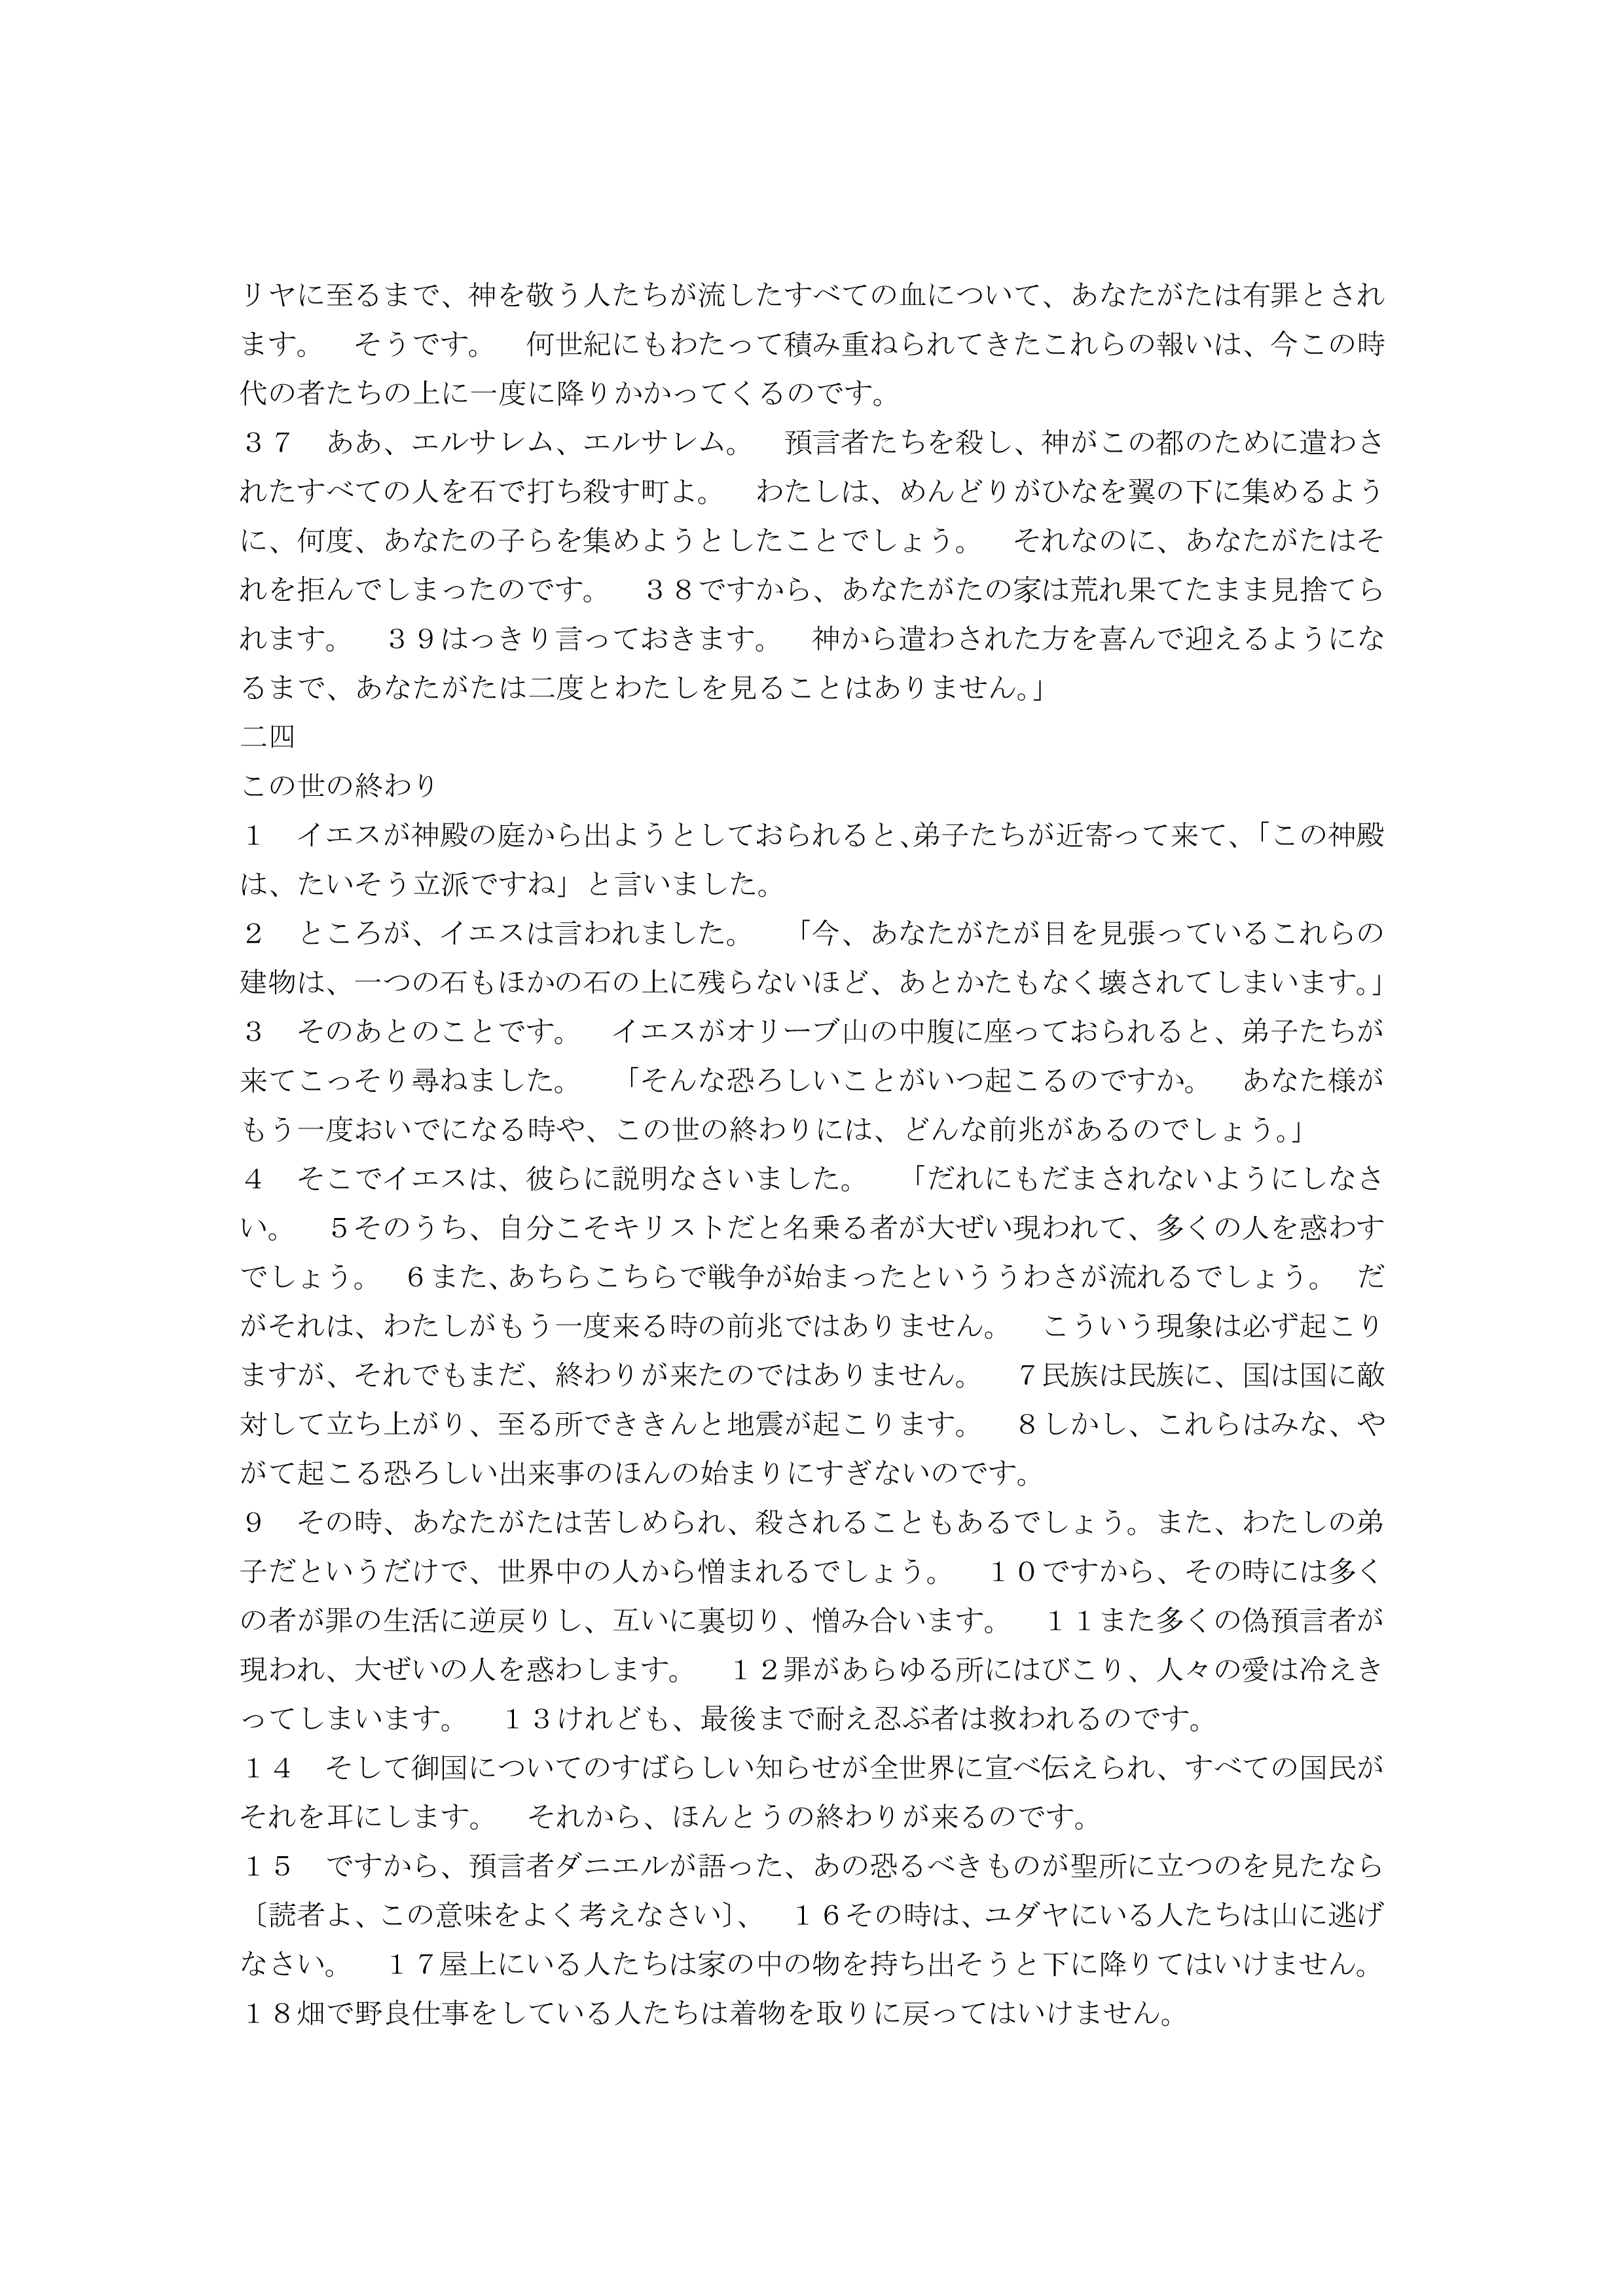 リヤに至るまで、神を敬う人たちが流したすべての血について、あなたがたは有罪とされ
ます。　そうです。　何世紀にもわたって積み重ねられてきたこれらの報いは、今この時
代の者たちの上に一度に降りかかってくるのです。
３７　ああ、エルサレム、エルサレム。　預言者たちを殺し、神がこの都のために遣わさ
れたすべての人を石で打ち殺す町よ。　わたしは、めんどりがひなを翼の下に集めるよう
に、何度、あなたの子らを集めようとしたことでしょう。　それなのに、あなたがたはそ
れを拒んでしまったのです。　３８ですから、あなたがたの家は荒れ果てたまま見捨てら
れます。　３９はっきり言っておきます。　神から遣わされた方を喜んで迎えるようにな
るまで、あなたがたは二度とわたしを見ることはありません。」
二四
この世の終わり
１　イエスが神殿の庭から出ようとしておられると、弟子たちが近寄って来て、「この神殿
は、たいそう立派ですね」と言いました。
２　ところが、イエスは言われました。　「今、あなたがたが目を見張っているこれらの
建物は、一つの石もほかの石の上に残らないほど、あとかたもなく壊されてしまいます。」
３　そのあとのことです。　イエスがオリーブ山の中腹に座っておられると、弟子たちが
来てこっそり尋ねました。　「そんな恐ろしいことがいつ起こるのですか。　あなた様が
もう一度おいでになる時や、この世の終わりには、どんな前兆があるのでしょう。」
４　そこでイエスは、彼らに説明なさいました。　「だれにもだまされないようにしなさ
い。　５そのうち、自分こそキリストだと名乗る者が大ぜい現われて、多くの人を惑わす
でしょう。　６また、あちらこちらで戦争が始まったといううわさが流れるでしょう。　だ
がそれは、わたしがもう一度来る時の前兆ではありません。　こういう現象は必ず起こり
ますが、それでもまだ、終わりが来たのではありません。　７民族は民族に、国は国に敵
対して立ち上がり、至る所でききんと地震が起こります。　８しかし、これらはみな、や
がて起こる恐ろしい出来事のほんの始まりにすぎないのです。
９　その時、あなたがたは苦しめられ、殺されることもあるでしょう。また、わたしの弟
子だというだけで、世界中の人から憎まれるでしょう。　１０ですから、その時には多く
の者が罪の生活に逆戻りし、互いに裏切り、憎み合います。　１１また多くの偽預言者が
現われ、大ぜいの人を惑わします。　１２罪があらゆる所にはびこり、人々の愛は冷えき
ってしまいます。　１３けれども、最後まで耐え忍ぶ者は救われるのです。
１４　そして御国についてのすばらしい知らせが全世界に宣べ伝えられ、すべての国民が
それを耳にします。　それから、ほんとうの終わりが来るのです。
１５　ですから、預言者ダニエルが語った、あの恐るべきものが聖所に立つのを見たなら
〔読者よ、この意味をよく考えなさい〕、　１６その時は、ユダヤにいる人たちは山に逃げ
なさい。　１７屋上にいる人たちは家の中の物を持ち出そうと下に降りてはいけません。
１８畑で野良仕事をしている人たちは着物を取りに戻ってはいけません。